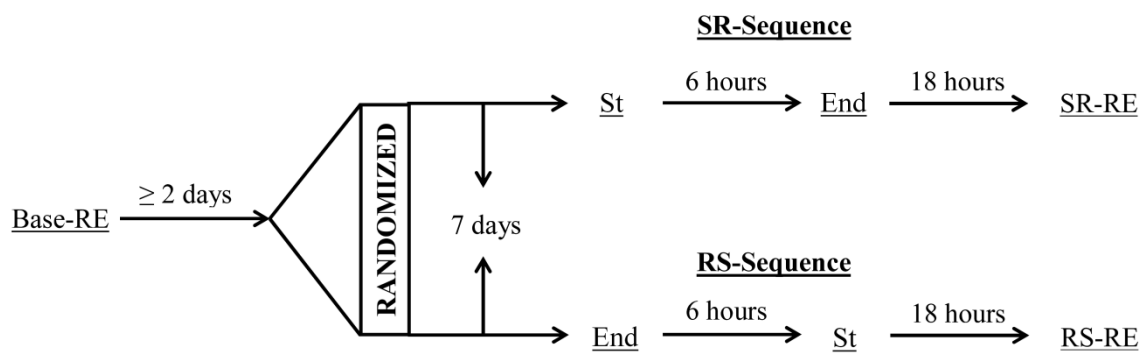 SR-Sequence
6 hours
18 hours
St
End
SR-RE
RANDOMIZED
≥ 2 days
Base-RE
7 days
RS-Sequence
6 hours
18 hours
End
St
RS-RE